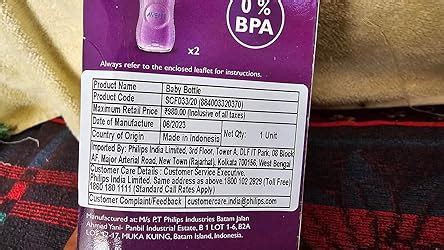 0%
BPA
AVENT
x2
Always refer to the enclosed leaflet for instructions.
Product Name Baby Bottle
Product Code SCF033/20 (884003320370)
Maximum Retail Price ₹980.00 (Inclusive of all taxes)
Date of Manufacture 06/2023
Country of Origin Made in indonesia Net Qty: 1 Unit
Imported By: Philips India Limited, 3rd Floor, Tower A, DLF IT Park, 08 Block
AF, Major Arterial Road, New Town (Rajarhat), Kolkata 700156, West Bengal
Customer Care Details : Customer Service Executive.
Philips India Limited. Same address as above 1800 102 2929 (Toll Free)
1860 180 1111 (Standard Call Rates Apply)
Customer Complaint/Feedback customercare.india@philips.com
Manufactured at: M/s P.T Philips Industries Batam Jalan
Ahmad Yani- Panbil Industrial Estate, B 1 LOT 1-6, B2A
MUKA KUNING, Batam Island, Indonesia.